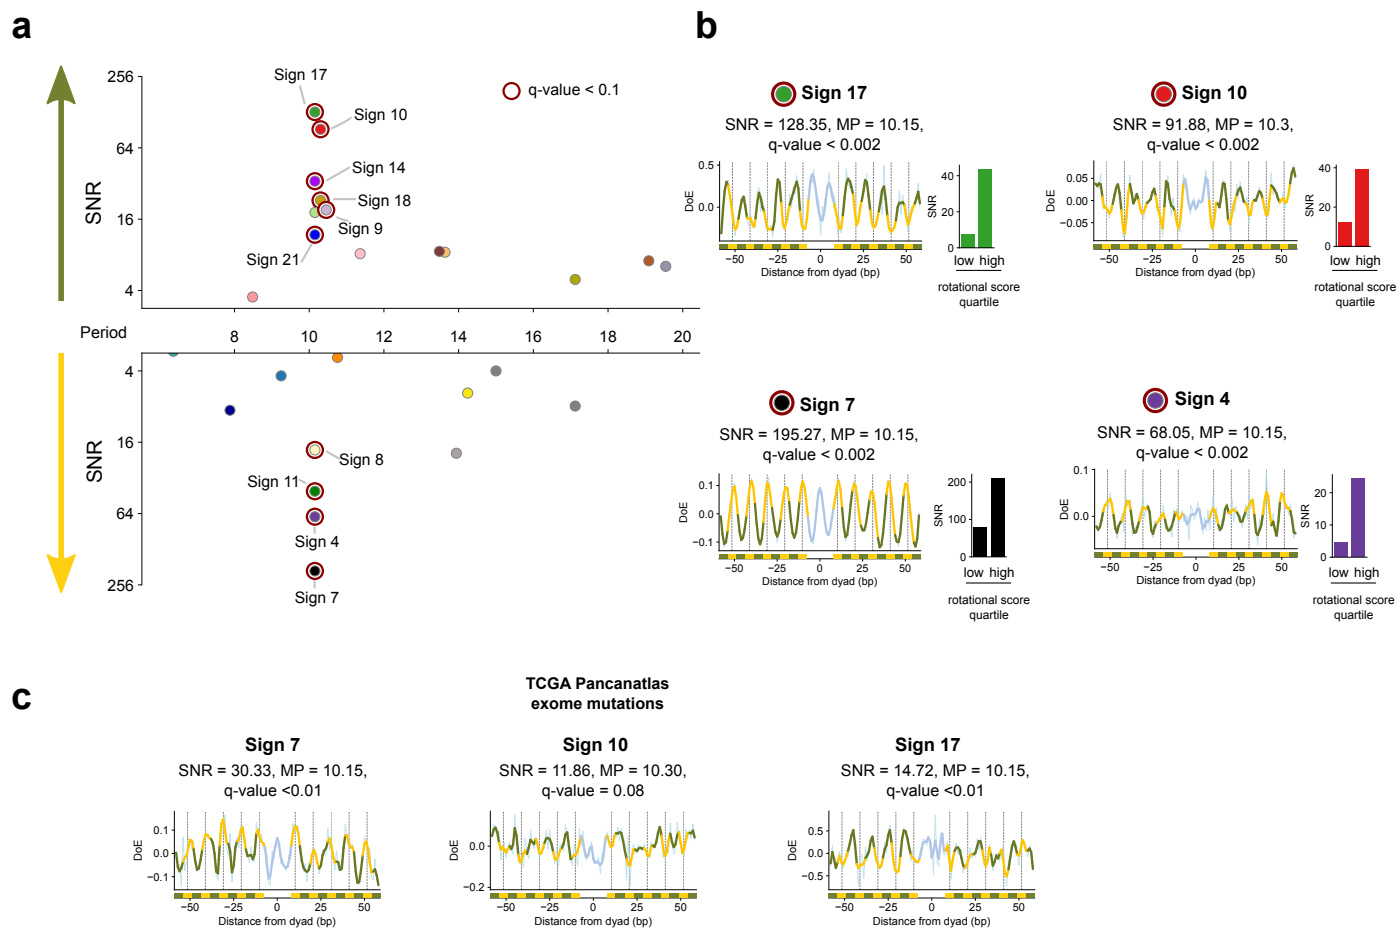 a
SNR
256
64
16
4
Sign 17
Sign 10
Sign 14
Sign 18
Sign 9
Sign 21
q-value < 0.1
Period
8
10
12
14
16
18
20
SNR
4
16
64
256
Sign 8
Sign 11
Sign 4
Sign 7
b
Sign 17
SNR = 128.35, MP = 10.15,
q-value < 0.002
DoE
0.5
0.0
−50
−25
0
25
50
Distance from dyad (bp)
SNR
40
20
0
low high
rotational score
quartile
Sign 10
SNR = 91.88, MP = 10.3,
q-value < 0.002
DoE
0.05
0.00
−0.05
−50
−25
0
25
50
Distance from dyad (bp)
SNR
40
20
0
low high
rotational score
quartile
Sign 7
SNR = 195.27, MP = 10.15,
q-value < 0.002
DoE
0.1
0.0
−0.1
−50
−25
0
25
50
Distance from dyad (bp)
SNR
200
100
0
low high
rotational score
quartile
Sign 4
SNR = 68.05, MP = 10.15,
q-value < 0.002
DoE
0.1
0.0
−50
−25
0
25
50
Distance from dyad (bp)
SNR
20
10
0
low high
rotational score
quartile
c
TCGA Pancanatlas
exome mutations
Sign 7
SNR = 30.33, MP = 10.15,
q-value <0.01
DoE
0.1
0.0
−0.1
−50
−25
0
25
50
Distance from dyad (bp)
Sign 10
SNR = 11.86, MP = 10.30,
q-value = 0.08
DoE
0.0
−0.2
−50
−25
0
25
50
Distance from dyad (bp)
Sign 17
SNR = 14.72, MP = 10.15,
q-value <0.01
DoE
0.5
0.0
−0.5
−50
−25
0
25
50
Distance from dyad (bp)